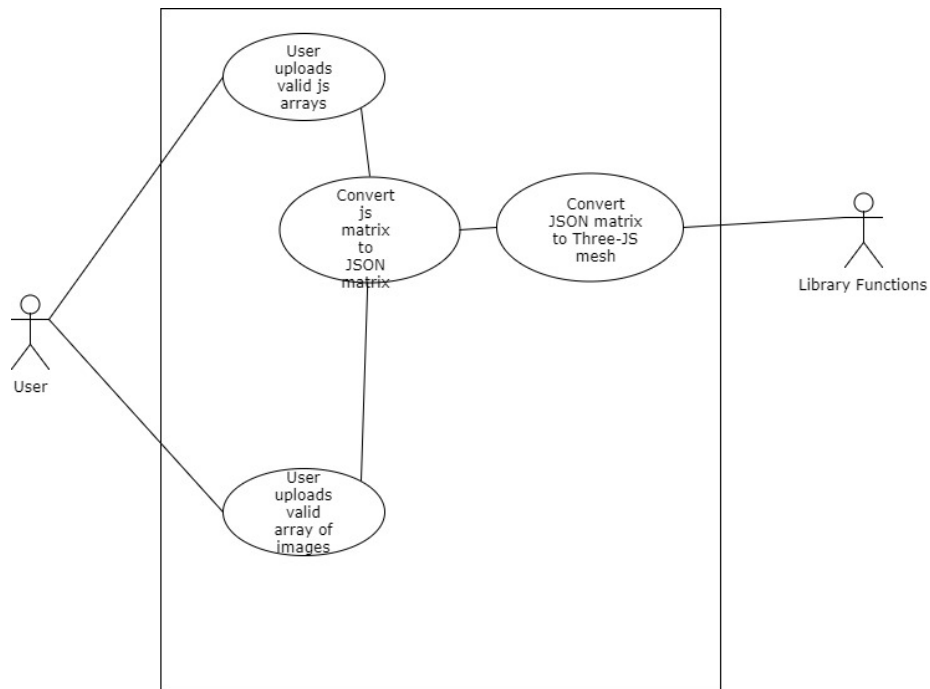 User
uploads
valid js
arrays
Convert
js
matrix
to
JSON
matrix
Convert
JSON matrix
to Three-JS
mesh
Library Functions
User
User
uploads
valid
array of
images